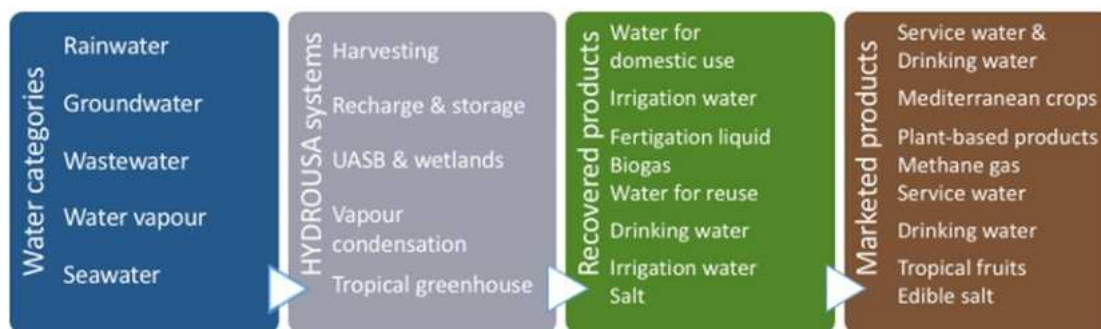 Water categories
Rainwater
Groundwater
Wastewater
Water vapour
Seawater
HYDROUSA systems
Harvesting
Recharge & storage
UASB & wetlands
Vapour
condensation
Tropical greenhouse
Recovered products
Water for
domestic use
Irrigation water
Fertigation liquid
Biogas
Water for reuse
Drinking water
Irrigation water
Salt
Marketed products
Service water &
Drinking water
Mediterranean crops
Plant-based products
Methane gas
Service water
Drinking water
Tropical fruits
Edible salt